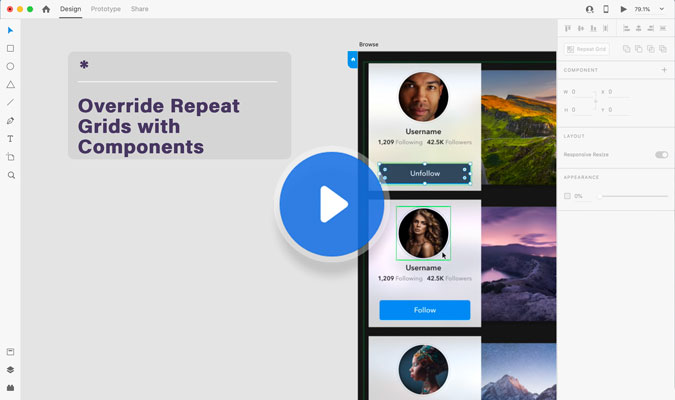 Design Prototype Share
79.1%
Browse
*
Override Repeat
Grids with
Components
Username
1,209 Following 42.5K Followers
Unfollow
Username
1,209 Following 42.5K Followers
Follow
Repeat Grid
COMPONENT
W 0 X 0
H 0 Y 0
LAYOUT
Responsive Resize
APPEARANCE
0%
T